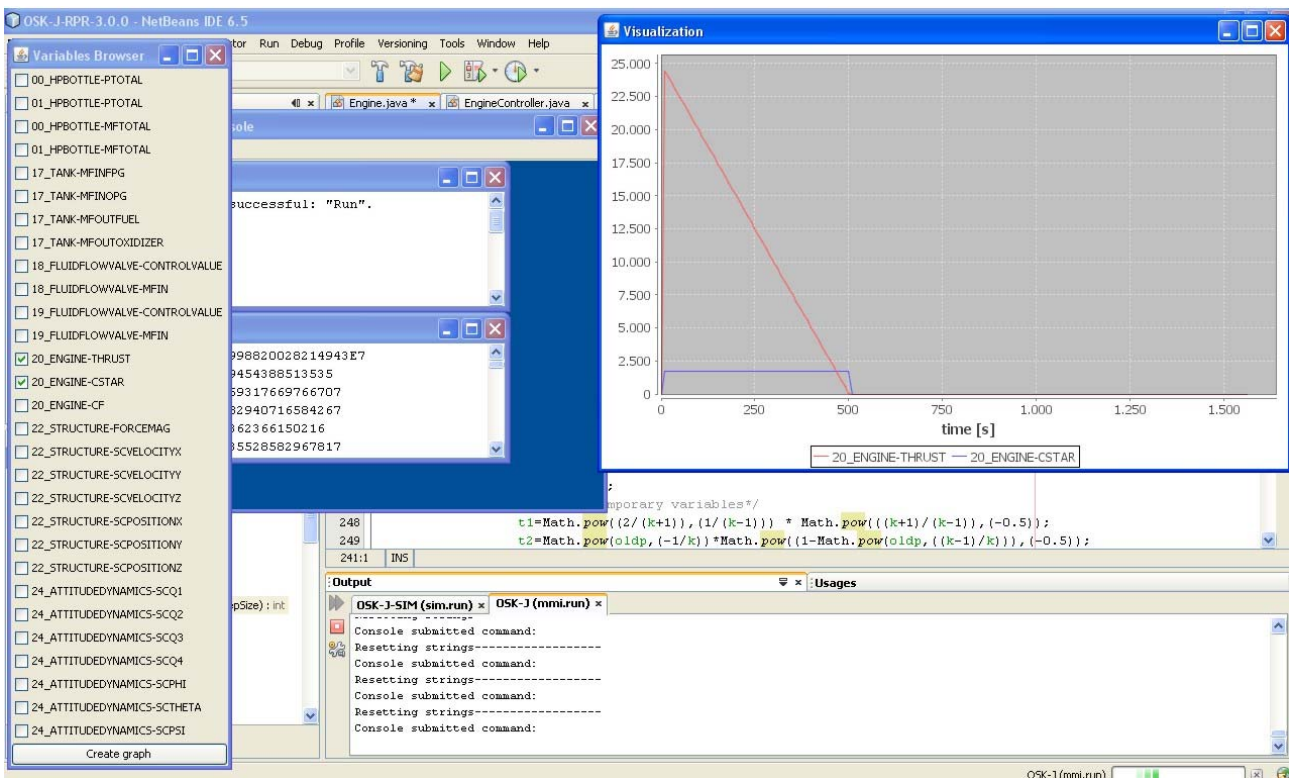 OSK-J-RPR-3.0.0 - NetBeans IDE 6.5
tor Run Debug Profile Versioning Tools Window Help
Variables Browser
00_HPBOTTLE-PTOTAL
01_HPBOTTLE-PTOTAL
00_HPBOTTLE-MFTOTAL
01_HPBOTTLE-MFTOTAL
17_TANK-MFINFPG
17_TANK-MFINOPG
17_TANK-MFOUTFUEL
17_TANK-MFOUTOXIDIZER
18_FLUIDFLOWVALVE-CONTROLVALUE
18_FLUIDFLOWVALVE-MFIN
19_FLUIDFLOWVALVE-CONTROLVALUE
19_FLUIDFLOWVALVE-MFIN
20_ENGINE-THRUST
20_ENGINE-CSTAR
20_ENGINE-CF
22_STRUCTURE-FORCEMAG
22_STRUCTURE-SCVELOCITYX
22_STRUCTURE-SCVELOCITYY
22_STRUCTURE-SCVELOCITYZ
22_STRUCTURE-SCPOSITIONX
22_STRUCTURE-SCPOSITIONY
22_STRUCTURE-SCPOSITIONZ
24_ATTITUDEDYNAMICS-SCQ1
24_ATTITUDEDYNAMICS-SCQ2
24_ATTITUDEDYNAMICS-SCQ3
24_ATTITUDEDYNAMICS-SCQ4
24_ATTITUDEDYNAMICS-SCPHI
24_ATTITUDEDYNAMICS-SCTHETA
24_ATTITUDEDYNAMICS-SCPSI
Create graph
Engine.java * x EngineController.java x
sole
successful: "Run".
998820028214943E7
9454388513535
59317669766707
82940716584267
362366150216
35528582967817
Visualization
25.000
22.500
20.000
17.500
15.000
12.500
10.000
7.500
5.000
2.500
0
0 250 500 750 1.000 1.250 1.500
time [s]
20_ENGINE-THRUST 20_ENGINE-CSTAR
;
mporary variables*/
248 t1=Math.pow((2/(k+1)),(1/(k-1))) * Math.pow(((k+1)/(k-1)),(-0.5));
249 t2=Math.pow(oldp,(-1/k))*Math.pow((1-Math.pow(oldp,((k-1)/k))),(-0.5));
241:1 INS
pSize) : int
Output
Usages
OSK-J-SIM (sim.run) x OSK-J (mmi.run) x
Console submitted command:
Resetting strings------------------
Console submitted command:
Resetting strings------------------
Console submitted command:
Resetting strings------------------
Console submitted command:
OSK-J (mmi.run)